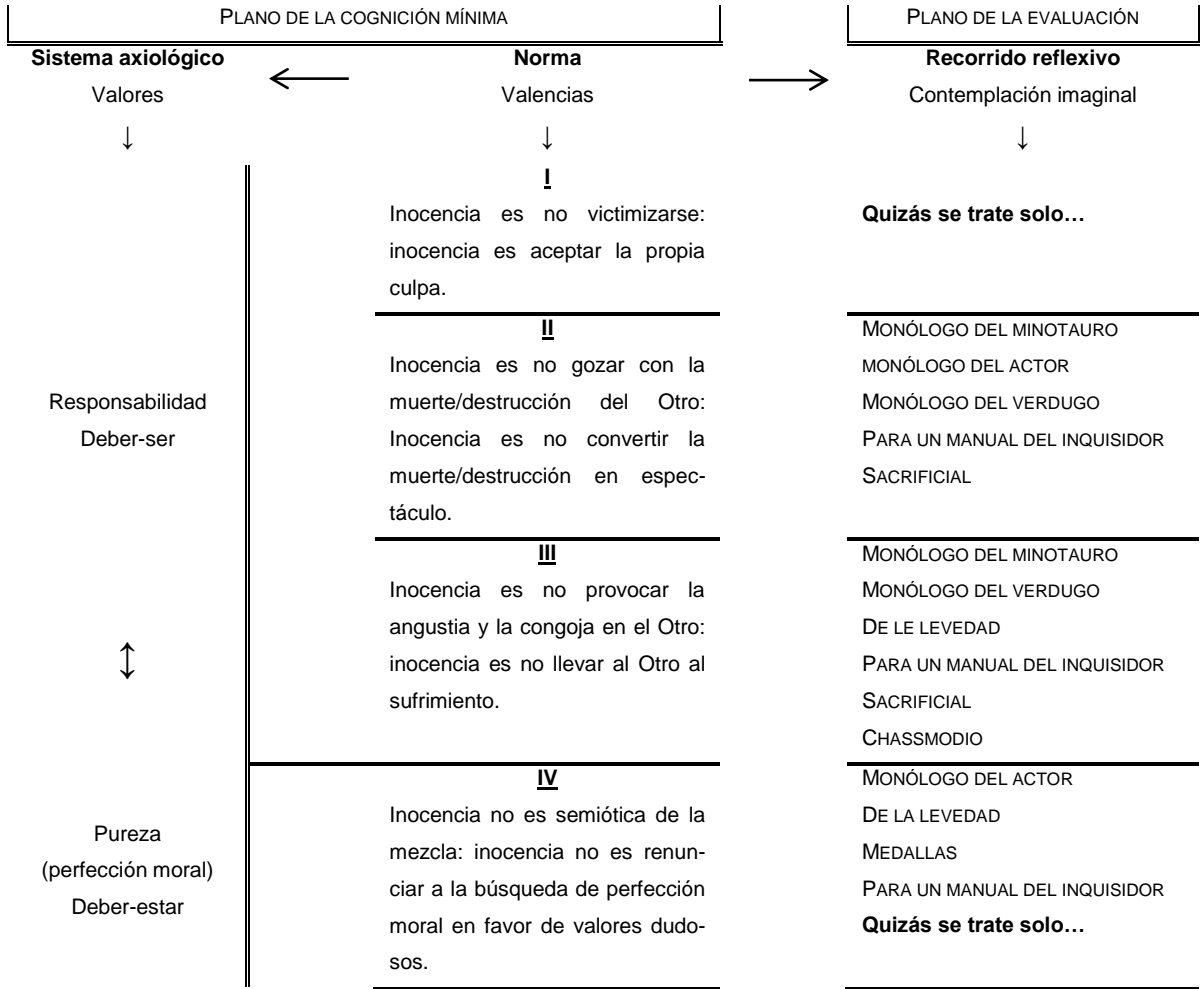 PLANO DE LA COGNICIÓN MÍNIMA
PLANO DE LA EVALUACIÓN
Sistema axiológico
Valores
↓
←
Norma
Valencias
↓
→
Recorrido reflexivo
Contemplación imaginal
↓
I
Inocencia es no victimizarse:
inocencia es aceptar la propia
culpa.
Quizás se trate solo…
Responsabilidad
Deber-ser
II
Inocencia es no gozar con la
muerte/destrucción del Otro:
Inocencia es no convertir la
muerte/destrucción en espec-
táculo.
MONÓLOGO DEL MINOTAURO
MONÓLOGO DEL ACTOR
MONÓLOGO DEL VERDUGO
PARA UN MANUAL DEL INQUISIDOR
SACRIFICIAL
↕
III
Inocencia es no provocar la
angustia y la congoja en el Otro:
inocencia es no llevar al Otro al
sufrimiento.
MONÓLOGO DEL MINOTAURO
MONÓLOGO DEL VERDUGO
DE LE LEVEDAD
PARA UN MANUAL DEL INQUISIDOR
SACRIFICIAL
CHASSMODIO
Pureza
(perfección moral)
Deber-estar
IV
Inocencia no es semiótica de la
mezcla: inocencia no es renun-
ciar a la búsqueda de perfección
moral en favor de valores dudo-
sos.
MONÓLOGO DEL ACTOR
DE LA LEVEDAD
MEDALLAS
PARA UN MANUAL DEL INQUISIDOR
Quizás se trate solo…